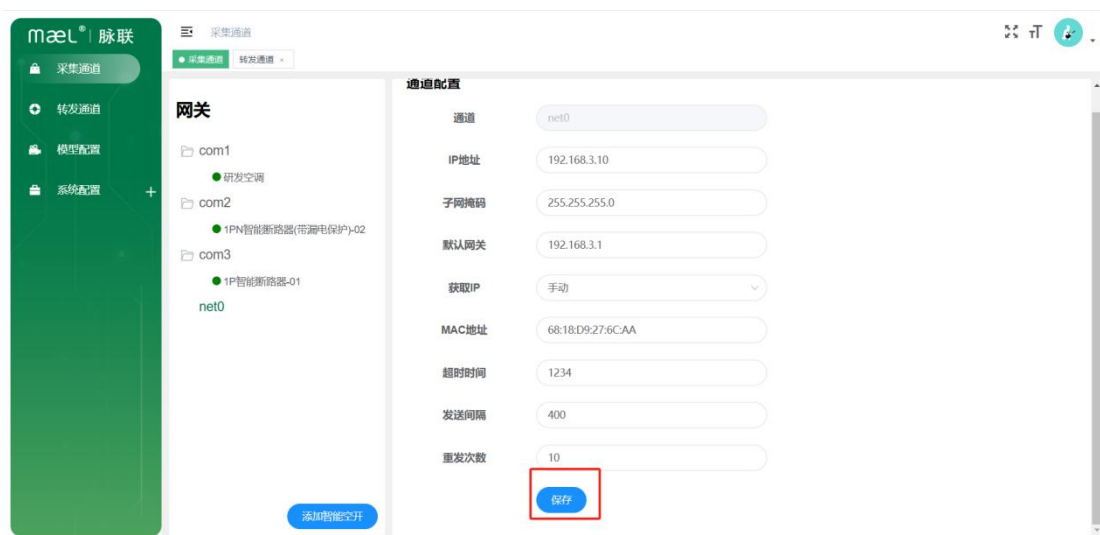 mæL®|脉联
采集通道
转发通道
模型配置
系统配置 +
采集通道
采集通道 转发通道 ×
网关
com1
研发空调
com2
1PN智能断路器(带漏电保护)-02
com3
1P智能断路器-01
net0
添加智能空开
通道配置
通道 net0
IP地址 192.168.3.10
子网掩码 255.255.255.0
默认网关 192.168.3.1
获取IP 手动
MAC地址 68:18:D9:27:6C:AA
超时时间 1234
发送间隔 400
重发次数 10
保存